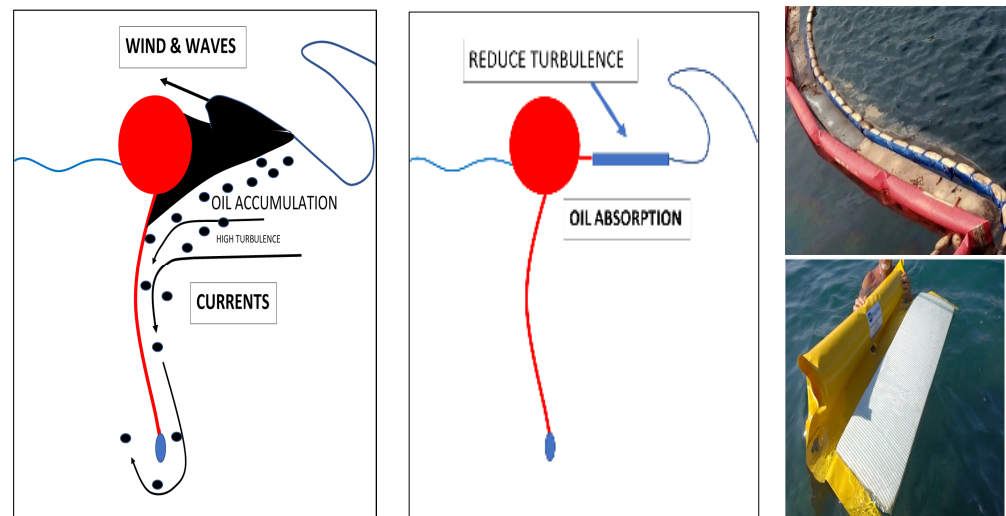 WIND & WAVES
OIL ACCUMULATION
HIGH TURBULENCE
CURRENTS
REDUCE TURBULENCE
OIL ABSORPTION